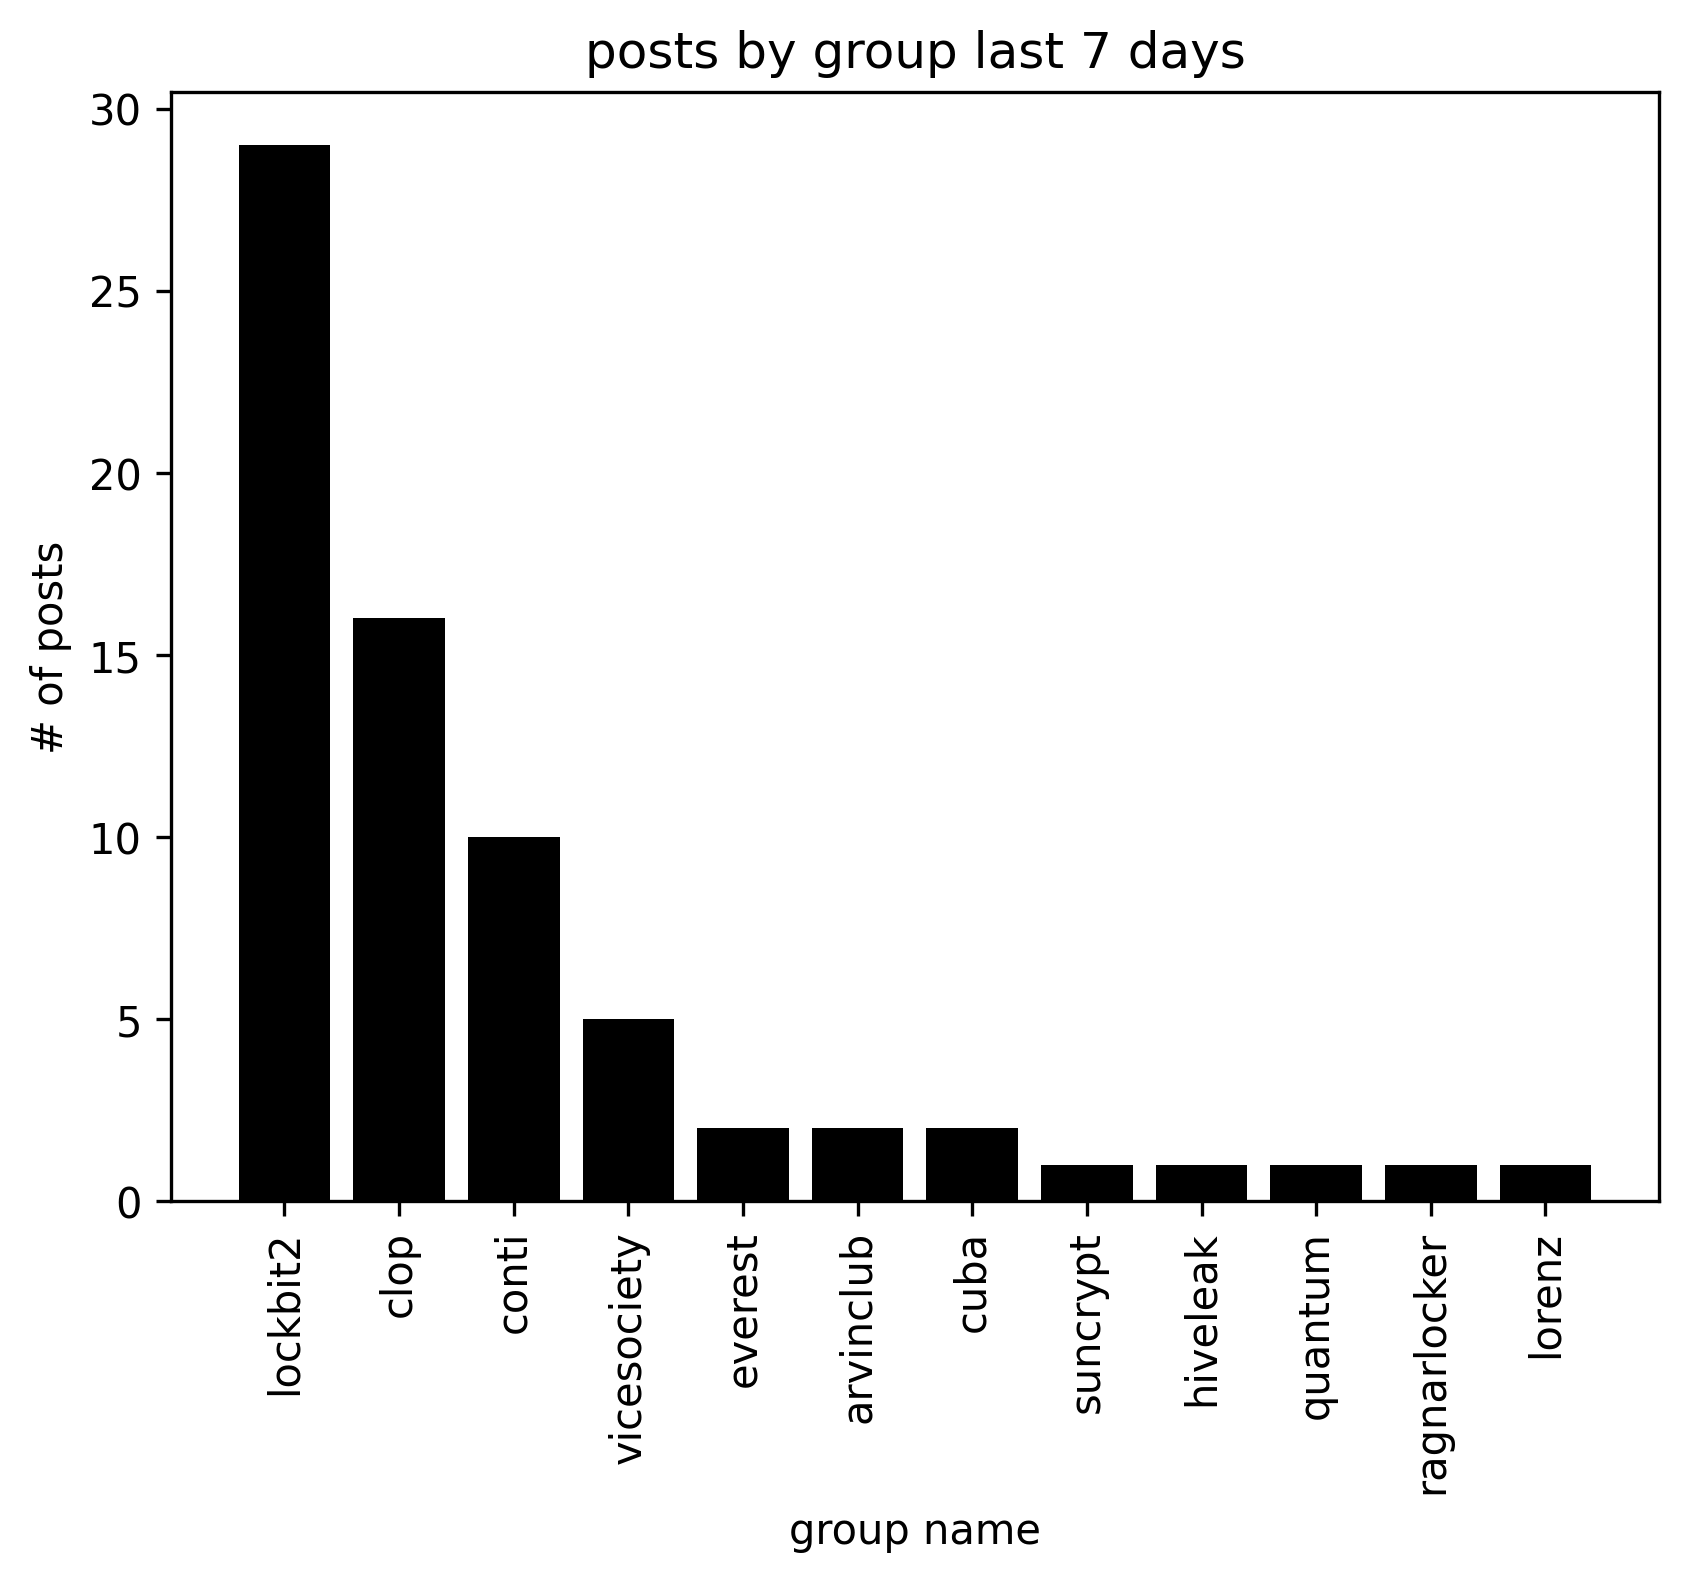 posts by group last 7 days
30
25
20
15
10
5
0
# of posts
lockbit2
clop
conti
vicesociety
everest
arvinclub
cuba
suncrypt
hiveleak
quantum
ragnarlocker
lorenz
group name